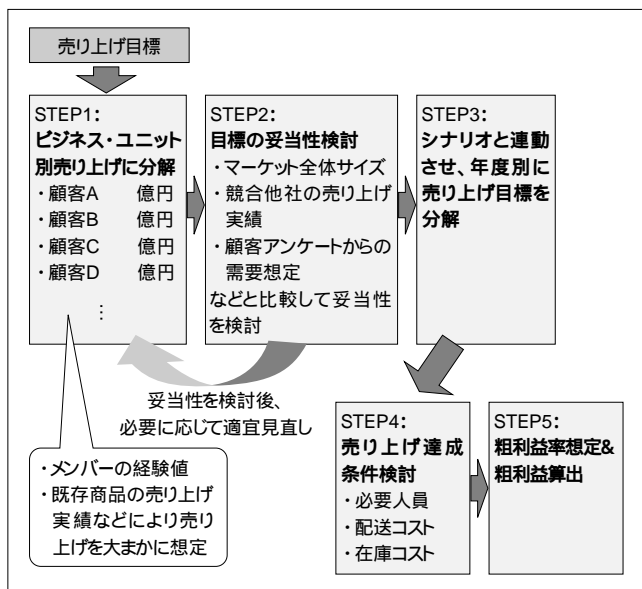 売り上げ目標
STEP1：
ビジネス・ユニット
別売り上げに分解
・顧客A　　億円
・顧客B　　億円
・顧客C　　億円
・顧客D　　億円
⋮
STEP2：
目標の妥当性検討
・マーケット全体サイズ
・競合他社の売り上げ
実績
・顧客アンケートからの
需要想定
などと比較して妥当性
を検討
STEP3：
シナリオと連動
させ、年度別に
売り上げ目標を
分解
妥当性を検討後、
必要に応じて適宜見直し
・メンバーの経験値
・既存商品の売り上げ
実績などにより売り
上げを大まかに想定
STEP4：
売り上げ達成
条件検討
・必要人員
・配送コスト
・在庫コスト
STEP5：
粗利益率想定&
粗利益算出